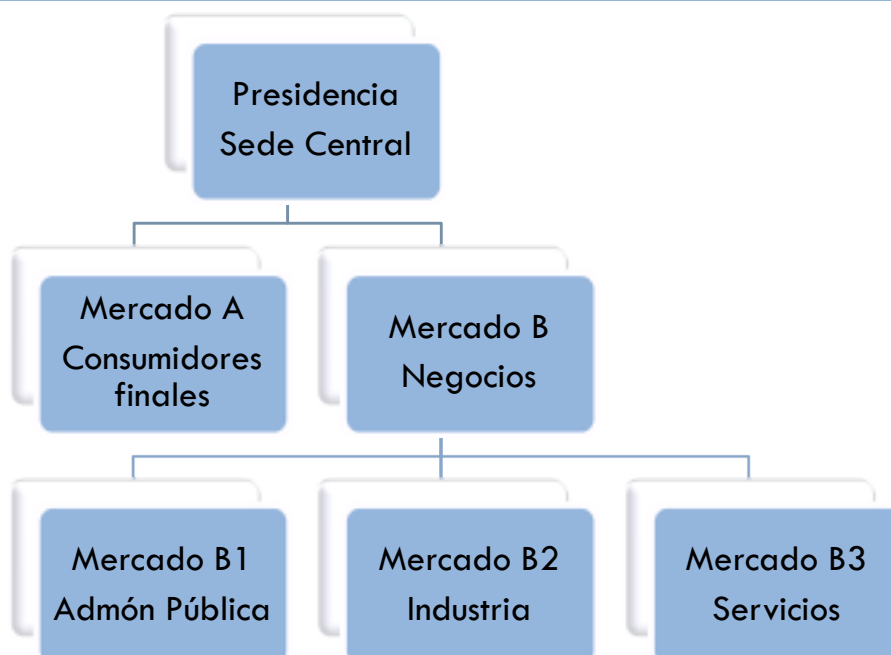 Presidencia
Sede Central
Mercado A
Consumidores
finales
Mercado B
Negocios
Mercado B1
Admón Pública
Mercado B2
Industria
Mercado B3
Servicios